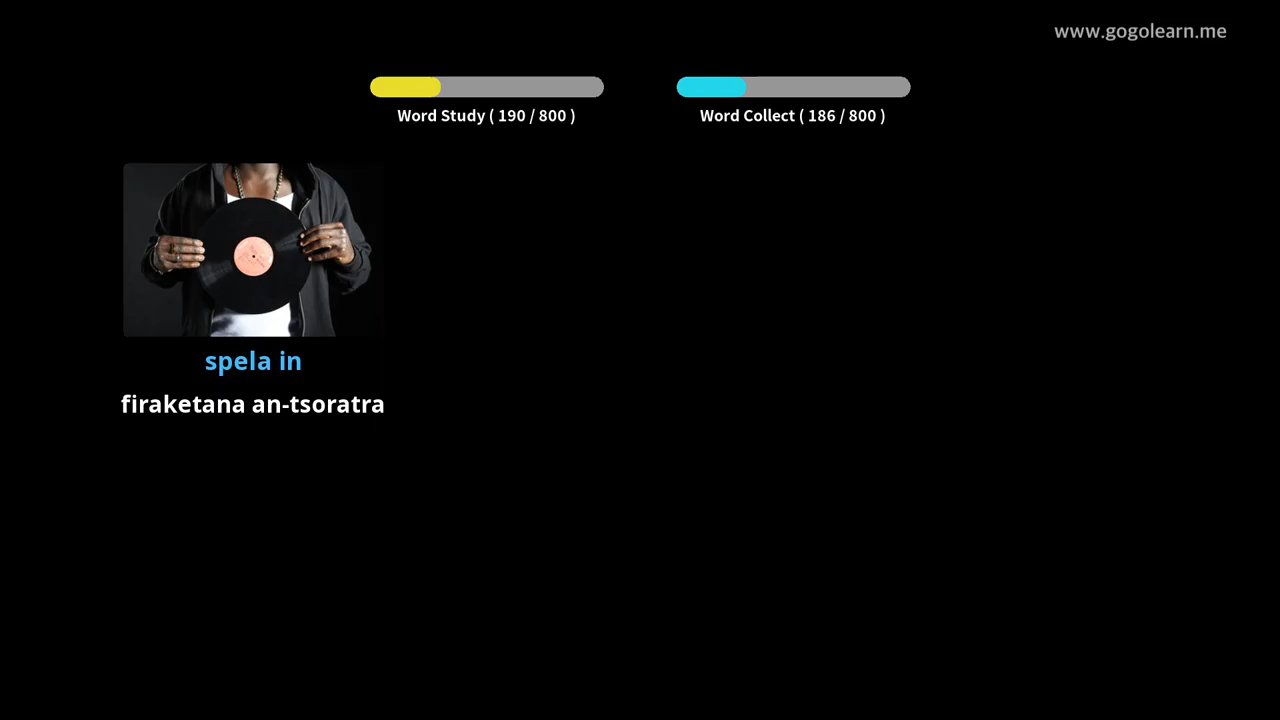 www.gogolearn.me
Word Study ( 190 / 800 )
Word Collect ( 186 / 800 )
spela in
firaketana an-tsoratra